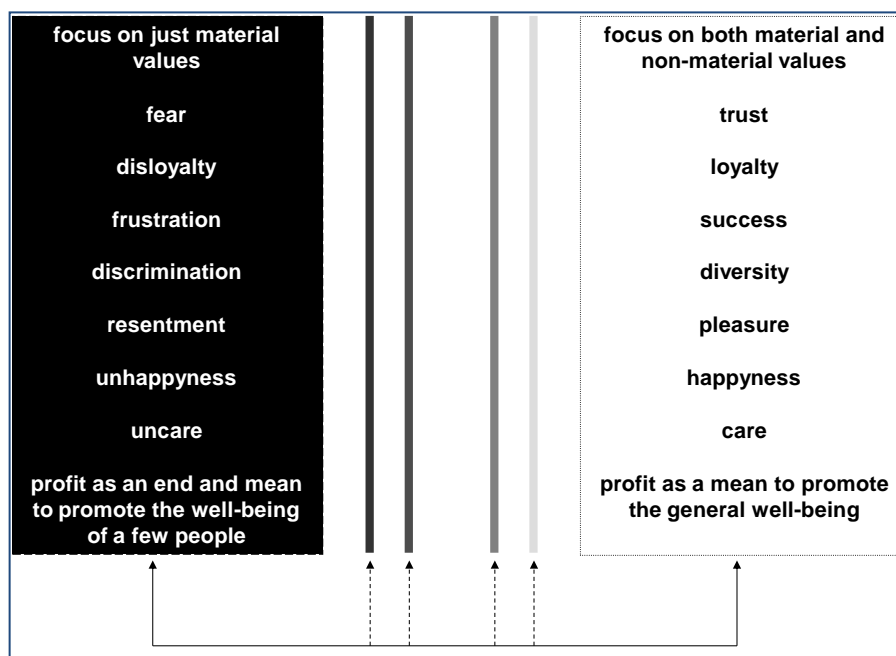 focus on just material
values
fear
disloyalty
frustration
discrimination
resentment
unhappyness
uncare
profit as an end and mean
to promote the well-being
of a few people
focus on both material and
non-material values
trust
loyalty
success
diversity
pleasure
happyness
care
profit as a mean to promote
the general well-being